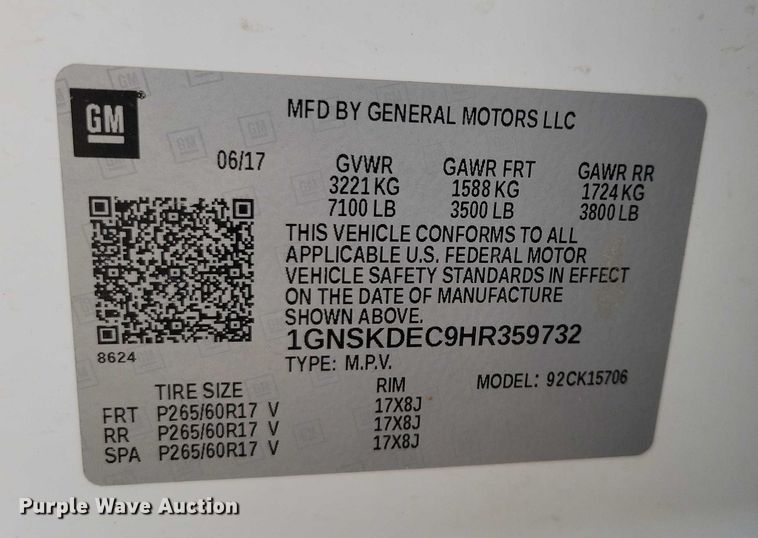 GM
MFD BY GENERAL MOTORS LLC
06/17 GVWR GAWR FRT GAWR RR
3221 KG 1588 KG 1724 KG
7100 LB 3500 LB 3800 LB
THIS VEHICLE CONFORMS TO ALL
APPLICABLE U.S. FEDERAL MOTOR
VEHICLE SAFETY STANDARDS IN EFFECT
ON THE DATE OF MANUFACTURE
SHOWN ABOVE.
1GNSKDEC9HR359732
8624
TYPE: M.P.V.
MODEL: 92CK15706
TIRE SIZE RIM
FRT P265/60R17 V 17X8J
RR P265/60R17 V 17X8J
SPA P265/60R17 V 17X8J
Purple Wave Auction